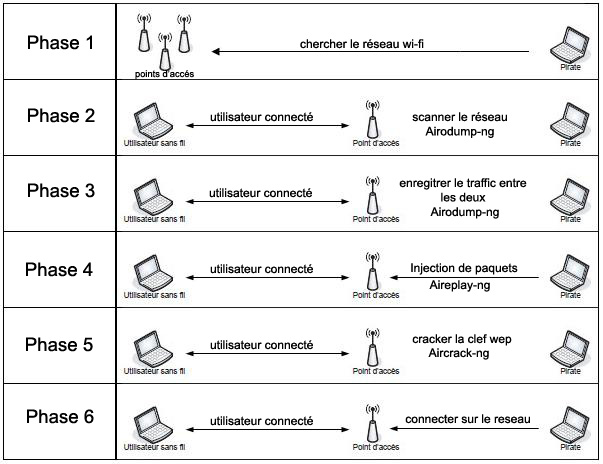 Phase 1
chercher le réseau wi-fi
points d'accés
Pirate
Phase 2
utilisateur connecté
scanner le réseau
Airodump-ng
Utilisateur sans fil
Point d'accès
Pirate
Phase 3
utilisateur connecté
enregitrer le traffic entre
les deux
Airodump-ng
Utilisateur sans fil
Point d'accès
Pirate
Phase 4
utilisateur connecté
Injection de paquets
Aireplay-ng
Utilisateur sans fil
Point d'accès
Pirate
Phase 5
utilisateur connecté
cracker la clef wep
Aircrack-ng
Utilisateur sans fil
Point d'accès
Pirate
Phase 6
utilisateur connecté
connecter sur le reseau
Utilisateur sans fil
Point d'accès
Pirate